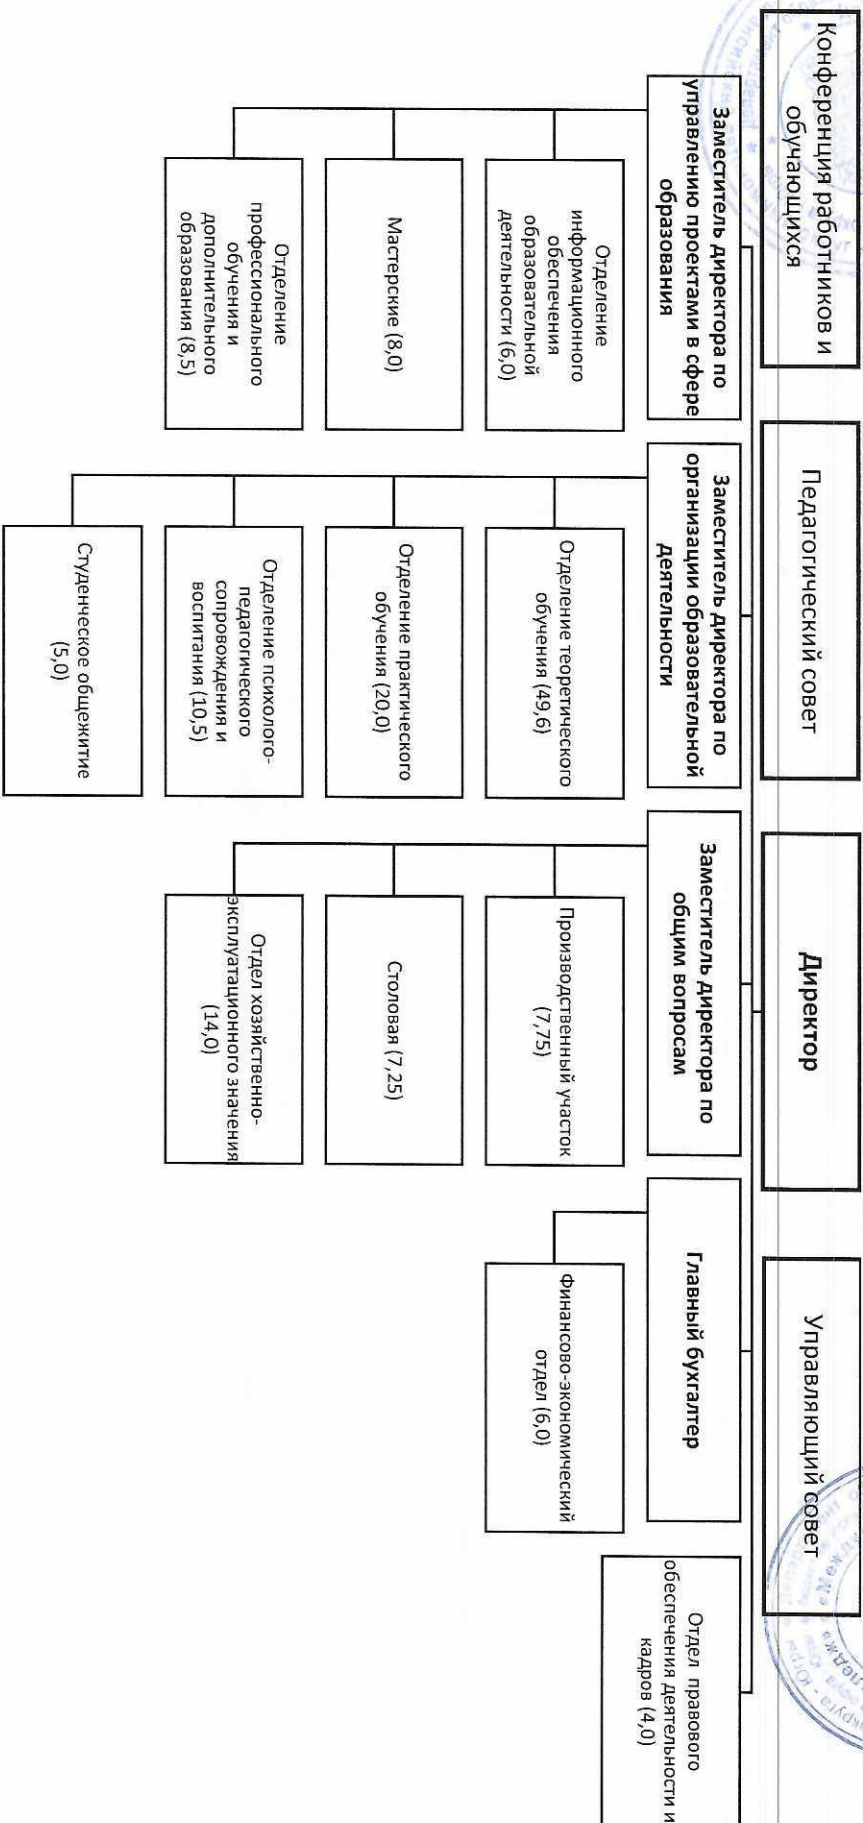 Конференция работников и
обучающихся
Педагогический совет
Директор
Управляющий совет
Заместитель директора по
управлению проектами в сфере
образования
Отделение
информационного
обеспечения
образовательной
деятельности (6,0)
Мастерские (8,0)
Отделение
профессионального
обучения и
дополнительного
образования (8,5)
Заместитель директора по
организации образовательной
деятельности
Отделение теоретического
обучения (49,6)
Отделение практического
обучения (20,0)
Отделение психолого-
педагогического
сопровождения и
воспитания (10,5)
Студенческое общежитие
(5,0)
Заместитель директора по
общим вопросам
Производственный участок
(7,75)
Столовая (7,25)
Отдел хозяйственно-
эксплуатационного значения
(14,0)
Главный бухгалтер
Финансово-экономический
отдел (6,0)
Отдел правового
обеспечения деятельности и
кадров (4,0)